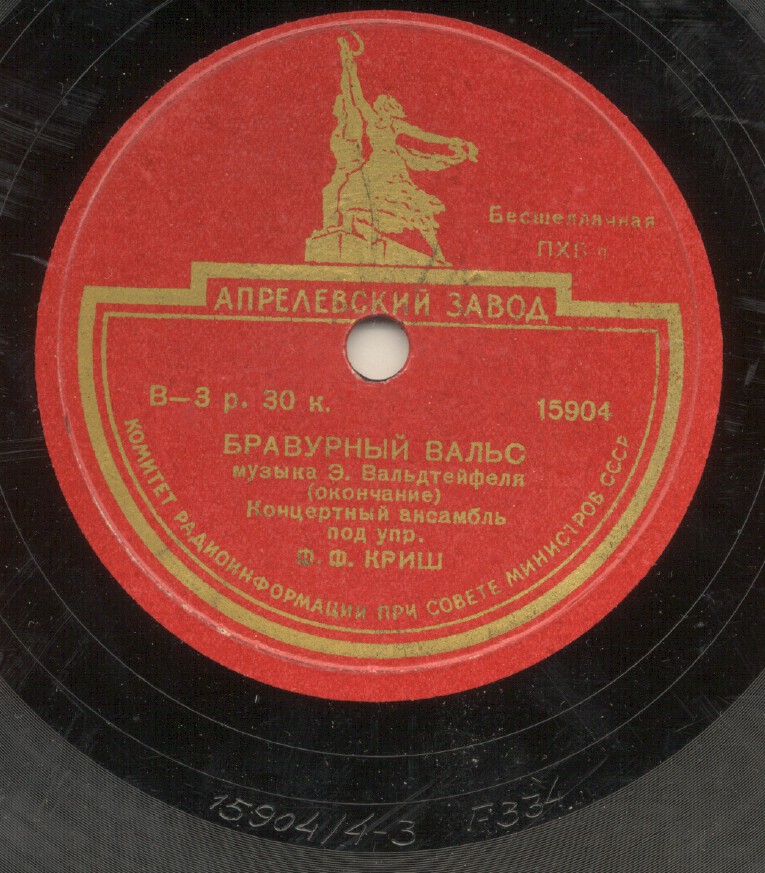 Бесшеллачная
АПРЕЛЕВСКИЙ ЗАВОД
В—3 р. 30 к.
15904
БРАВУРНЫЙ ВАЛЬС
музыка Э. Вальдтейфеля
(окончание)
Концертный ансамбль
под упр.
Ф. Ф. КРИШ
КОМИТЕТ РАДИОИНФОРМАЦИИ ПРИ СОВЕТЕ МИНИСТРОВ СССР
15904/4-3